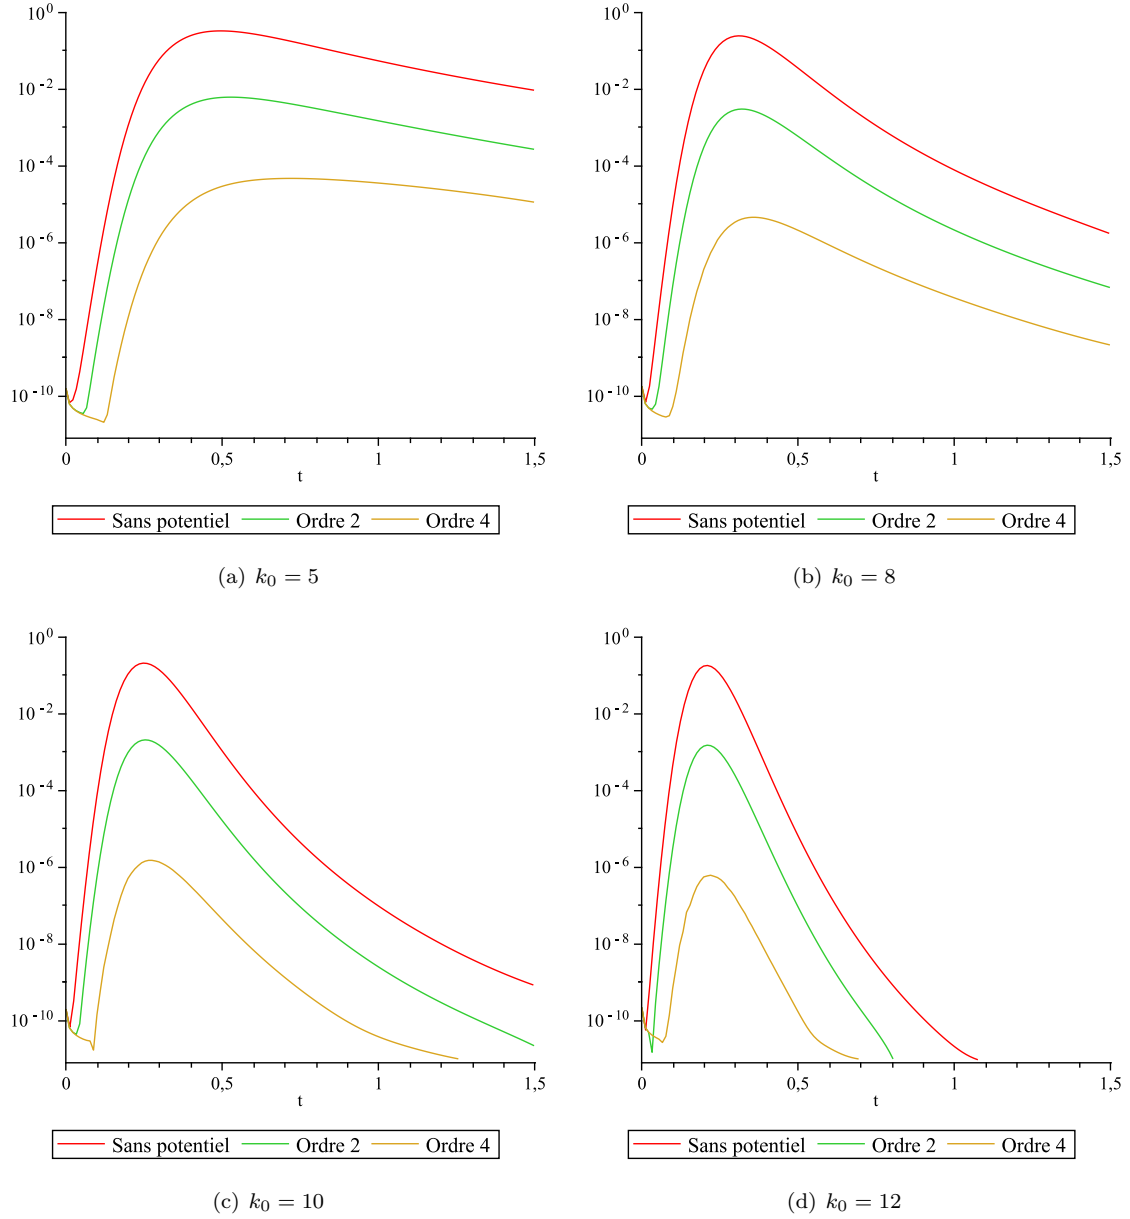 10^0 10^0
10^-2 10^-2
10^-4 10^-4
10^-6 10^-6
10^-8 10^-8
10^-10 10^-10
0 0,5 1 1,5 0 0,5 1 1,5
t t
Sans potentiel Ordre 2 Ordre 4 Sans potentiel Ordre 2 Ordre 4
(a) k_0 = 5 (b) k_0 = 8
10^0 10^0
10^-2 10^-2
10^-4 10^-4
10^-6 10^-6
10^-8 10^-8
10^-10 10^-10
0 0,5 1 1,5 0 0,5 1 1,5
t t
Sans potentiel Ordre 2 Ordre 4 Sans potentiel Ordre 2 Ordre 4
(c) k_0 = 10 (d) k_0 = 12